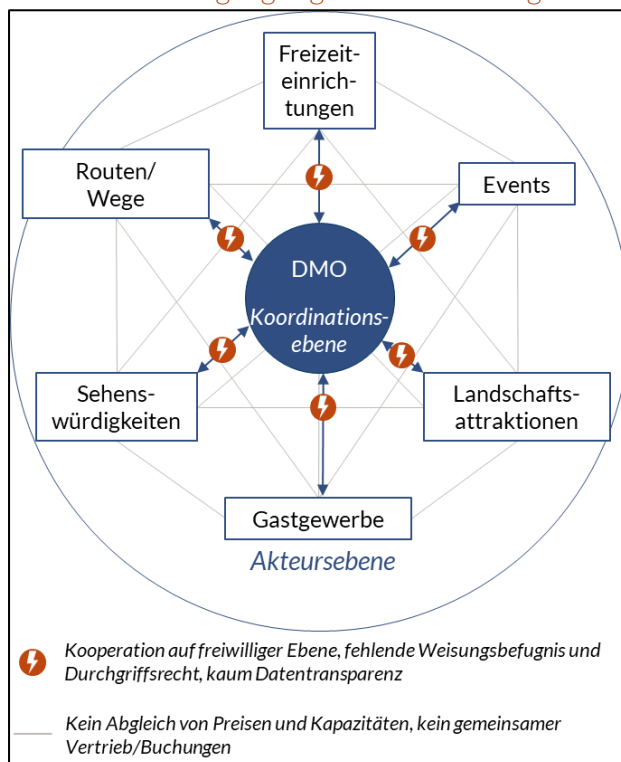 Freizeit-
einrich-
tungen
Routen/
Wege
Events
DMO
Koordinations-
ebene
Sehens-
würdigkeiten
Landschafts-
attraktionen
Gastgewerbe
Akteursebene
Kooperation auf freiwilliger Ebene, fehlende Weisungsbefugnis und
Durchgriffsrecht, kaum Datentransparenz
Kein Abgleich von Preisen und Kapazitäten, kein gemeinsamer
Vertrieb/Buchungen